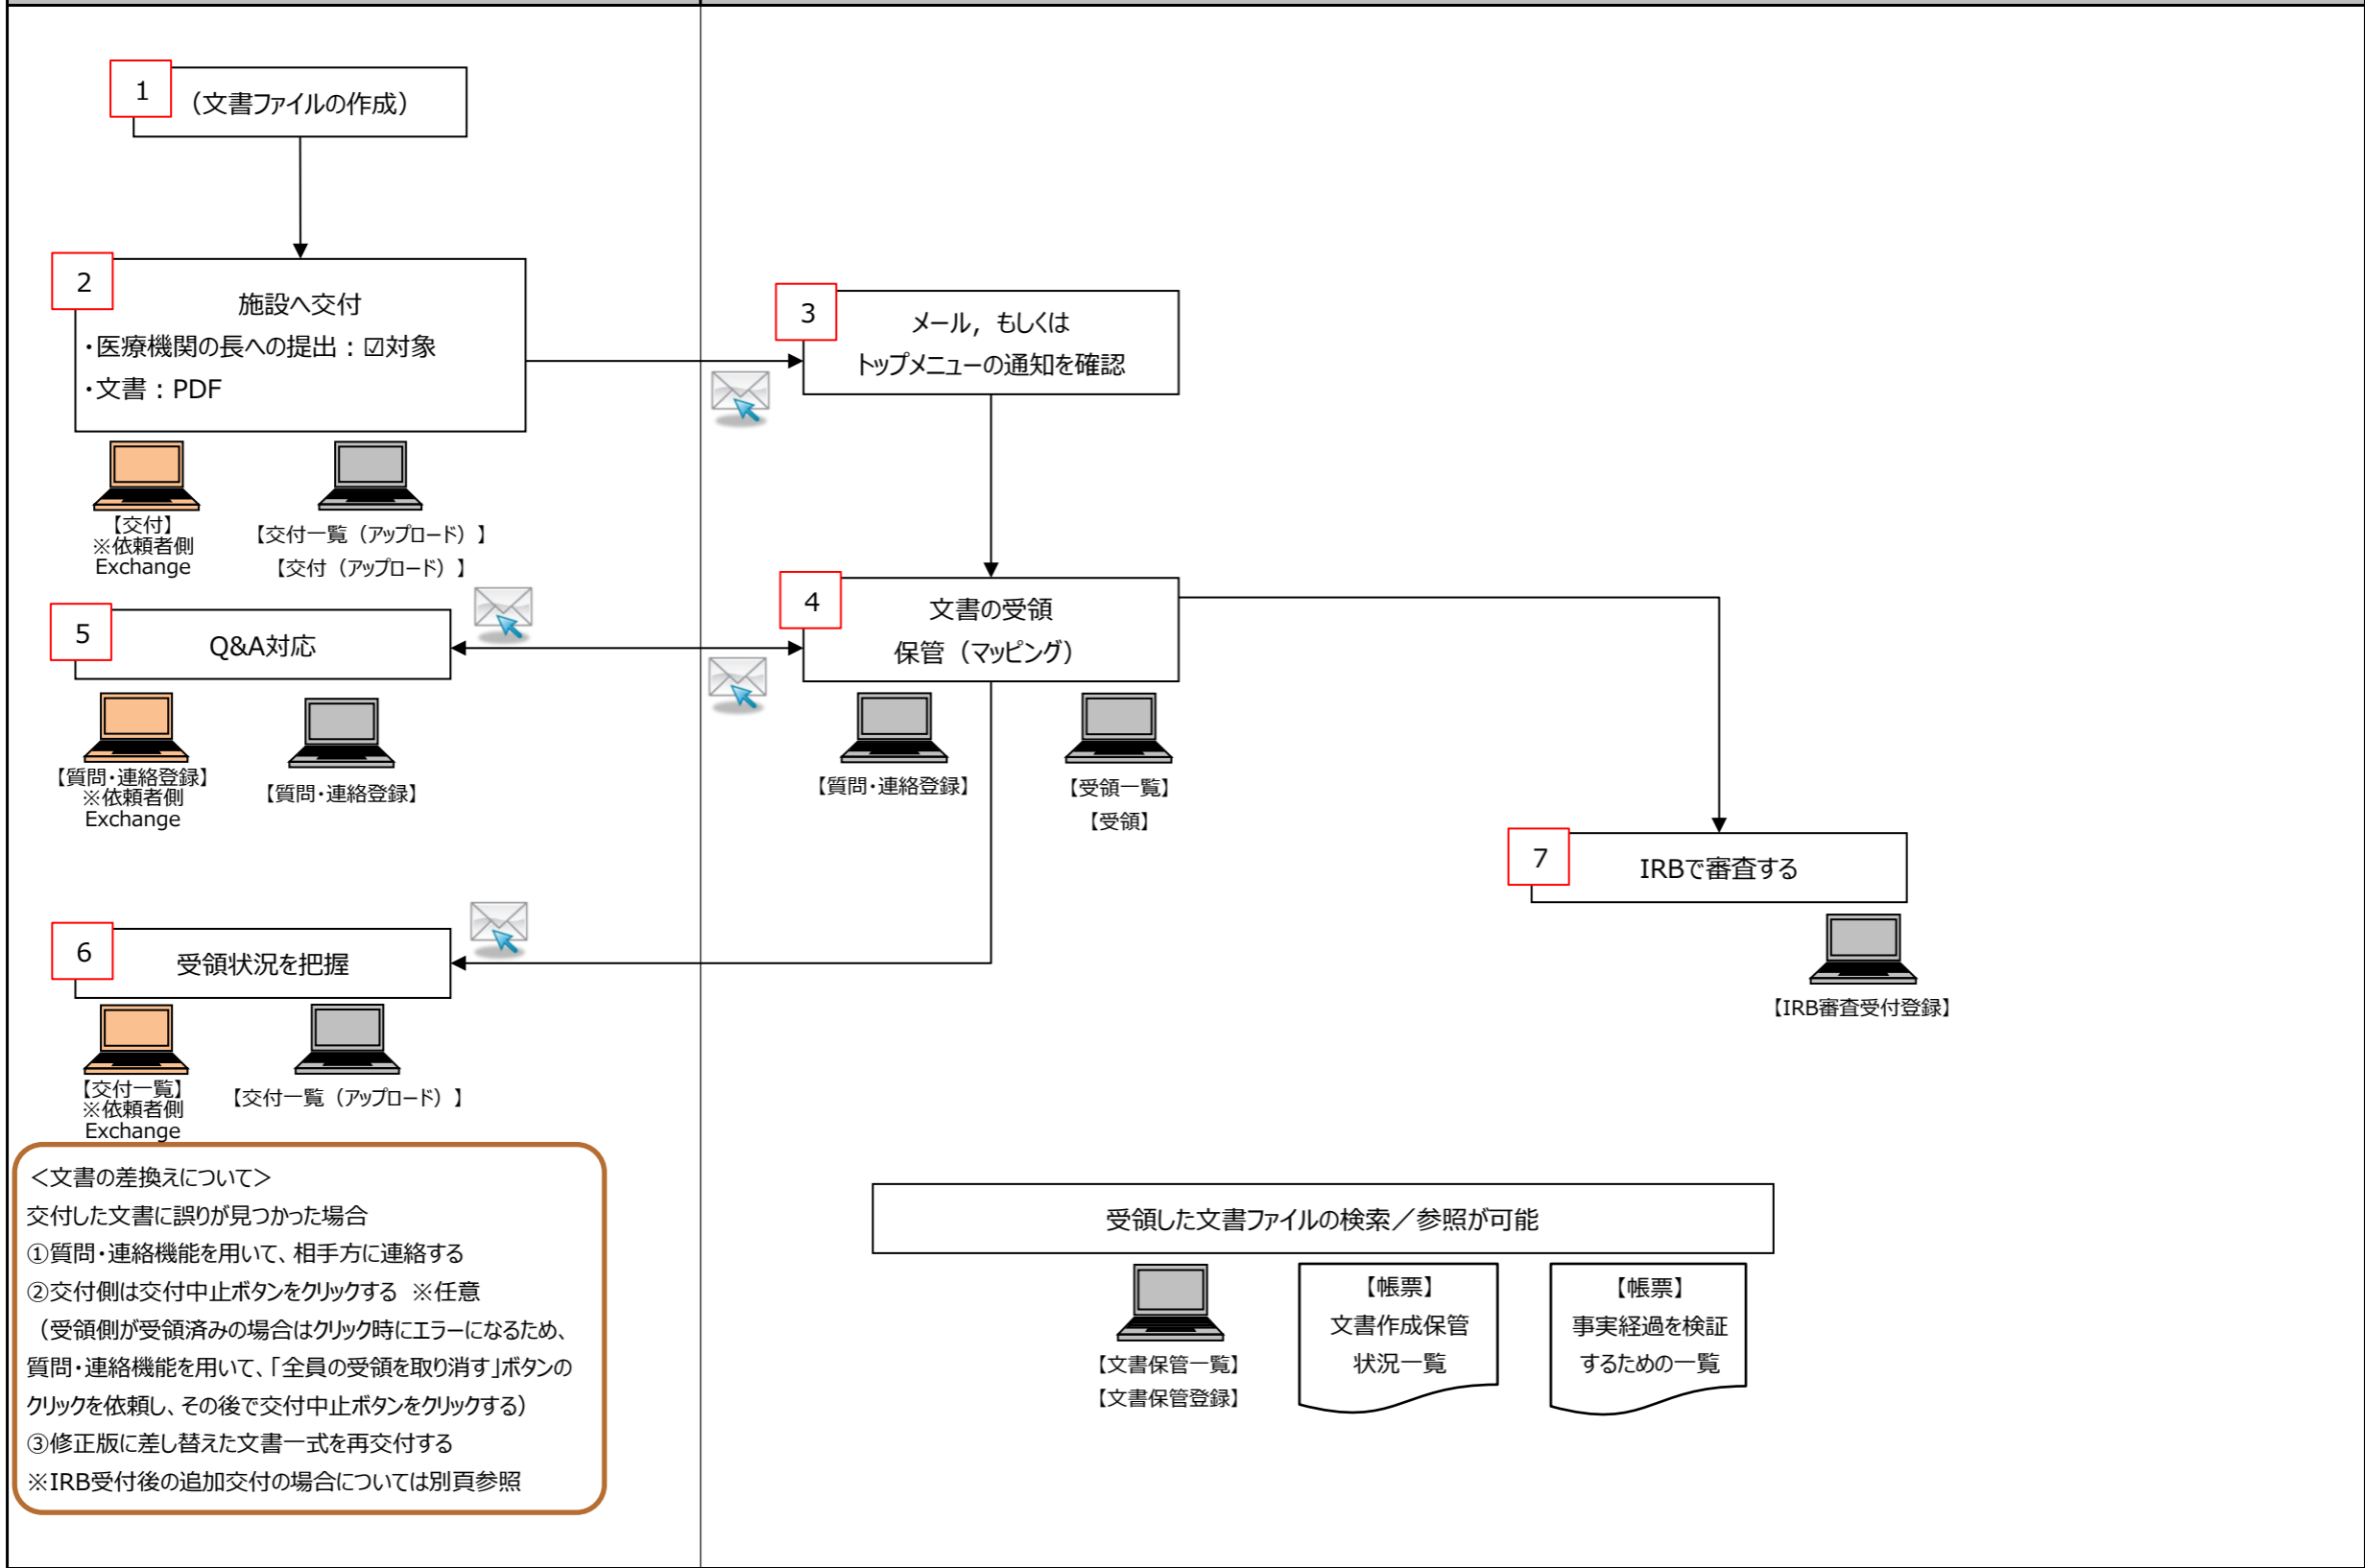 1
（文書ファイルの作成）
2
施設へ交付
・医療機関の長への提出：☑対象
・文書：PDF
【交付】
※依頼者側
Exchange
【交付一覧（アップロード）】
【交付（アップロード）】
3
メール，もしくは
トップメニューの通知を確認
4
文書の受領
保管（マッピング）
【質問・連絡登録】
【受領一覧】
【受領】
5
Q&A対応
【質問・連絡登録】
※依頼者側
Exchange
【質問・連絡登録】
6
受領状況を把握
【交付一覧】
※依頼者側
Exchange
【交付一覧（アップロード）】
7
IRBで審査する
【IRB審査受付登録】
＜文書の差換えについて＞
交付した文書に誤りが見つかった場合
①質問・連絡機能を用いて、相手方に連絡する
②交付側は交付中止ボタンをクリックする ※任意
（受領側が受領済みの場合はクリック時にエラーになるため、
質問・連絡機能を用いて、「全員の受領を取り消す」ボタンの
クリックを依頼し、その後で交付中止ボタンをクリックする）
③修正版に差し替えた文書一式を再交付する
※IRB受付後の追加交付の場合については別頁参照
受領した文書ファイルの検索／参照が可能
【文書保管一覧】
【文書保管登録】
【帳票】
文書作成保管
状況一覧
【帳票】
事実経過を検証
するための一覧